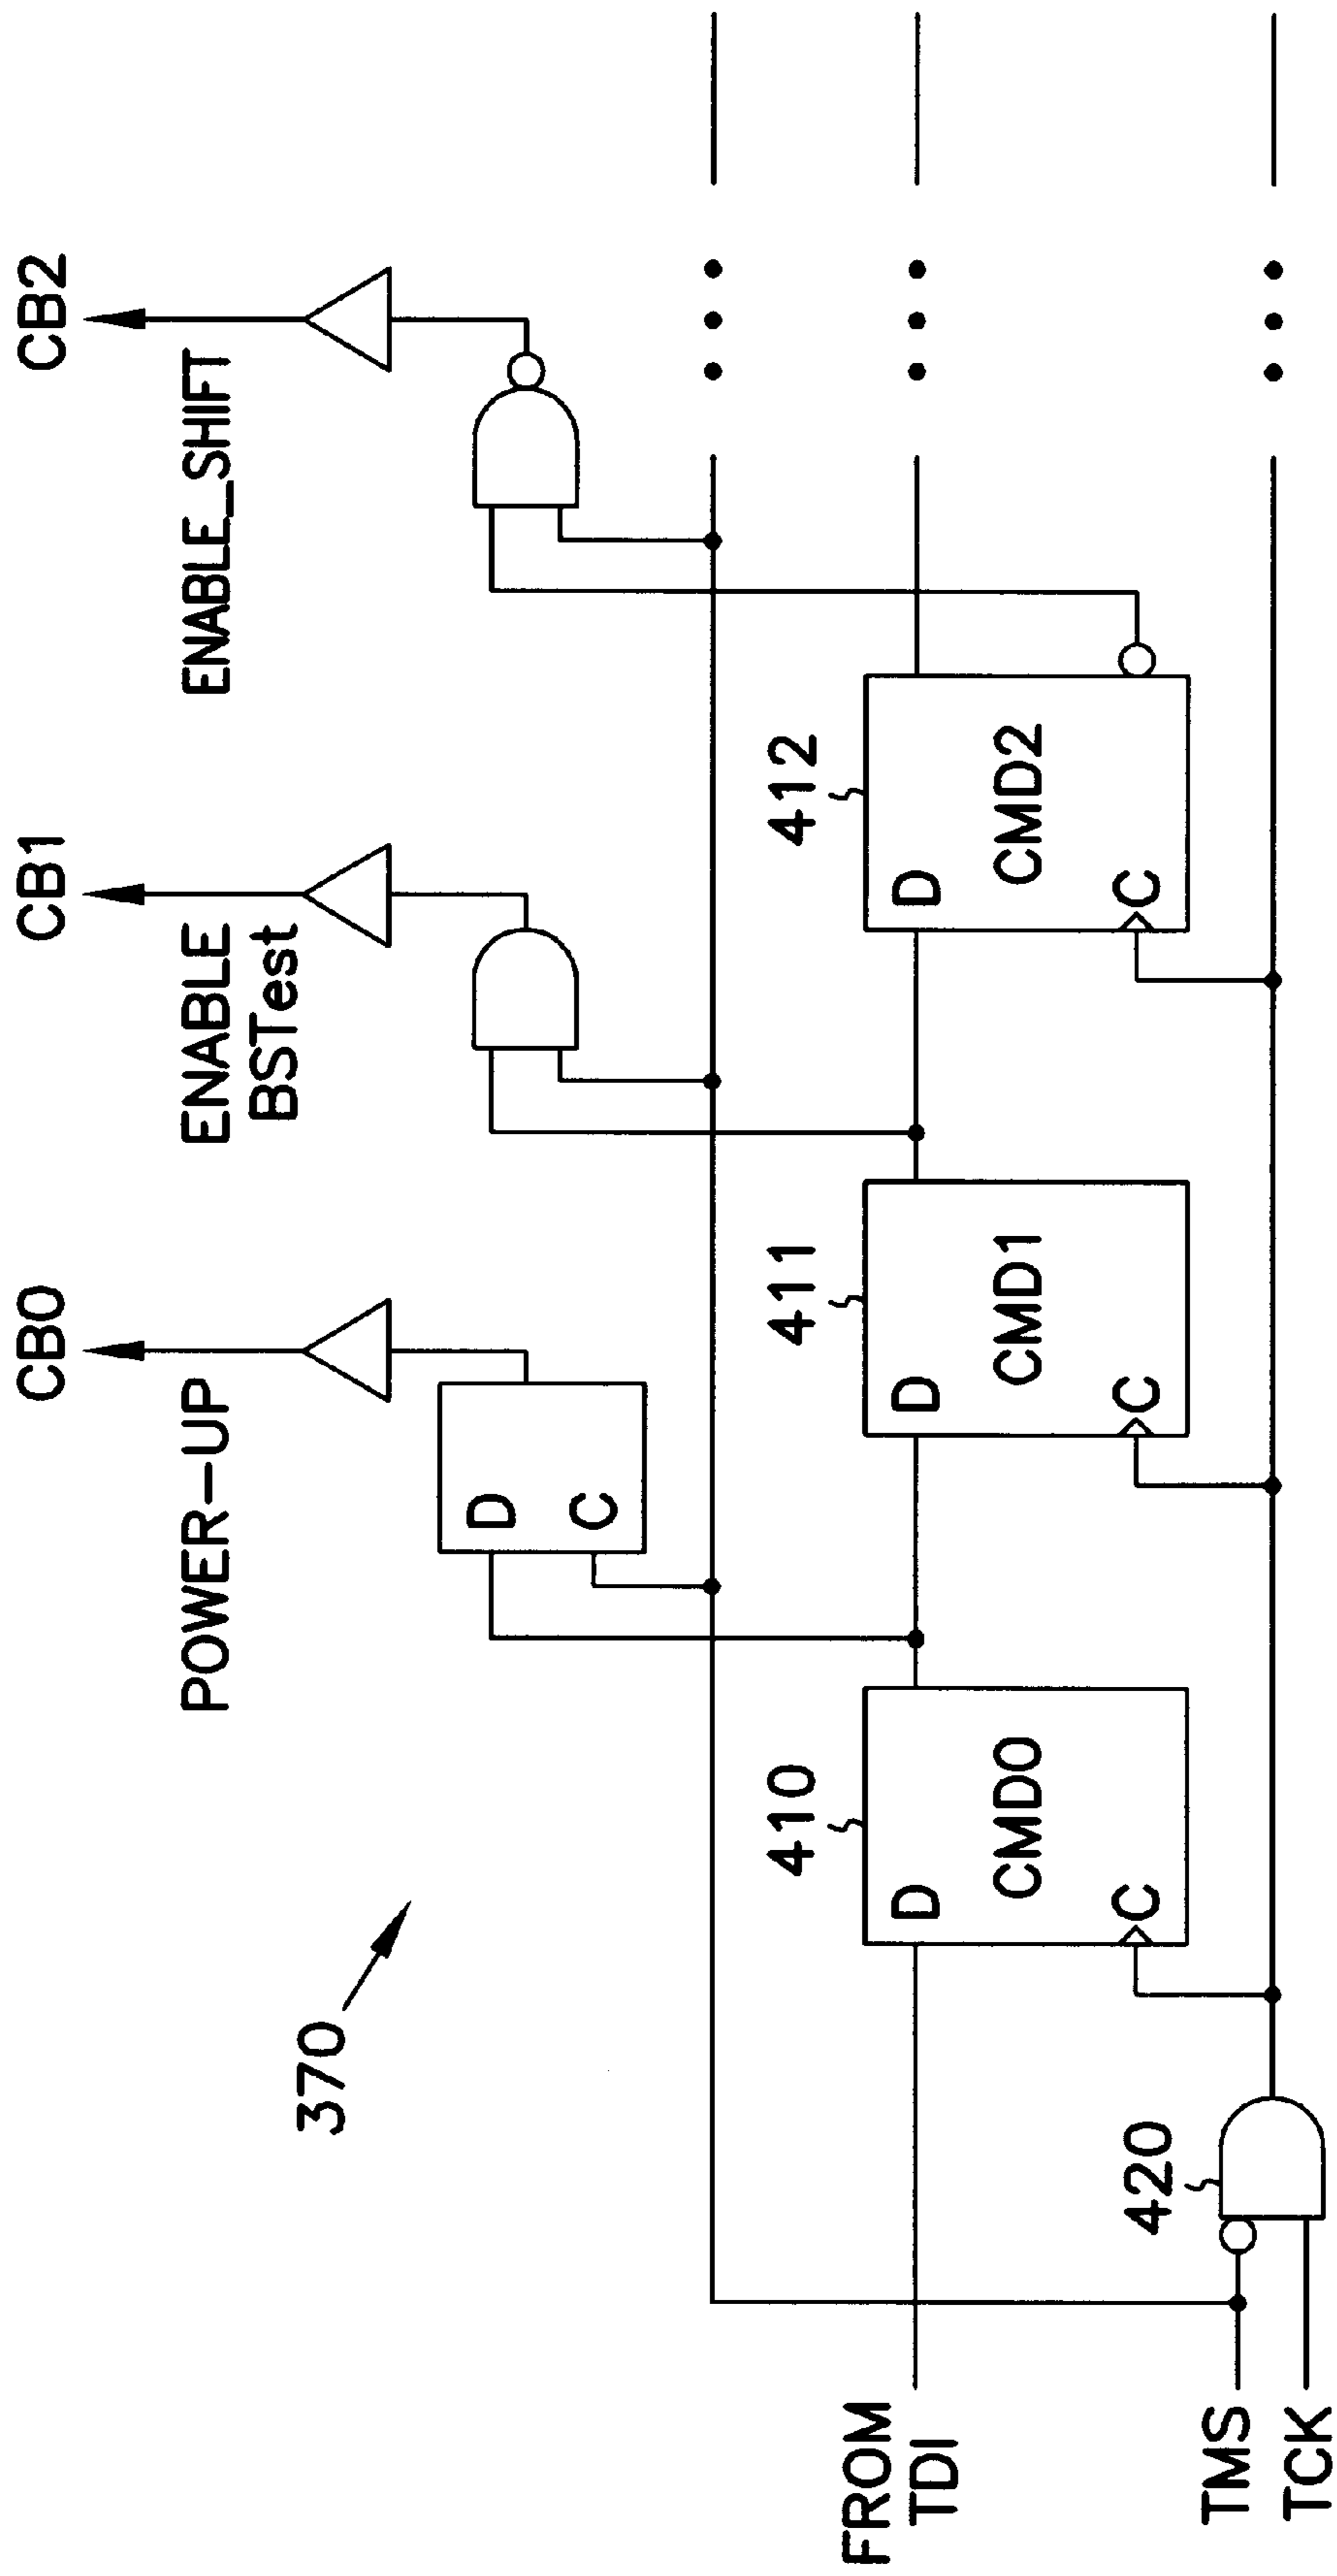 CB0
CB1
CB2
POWER-UP
ENABLE
BSTest
ENABLE_SHIFT
370
D
C
410
411
412
D
CMD0
C
D
CMD1
C
D
CMD2
C
FROM
TDI
420
TMS
TCK